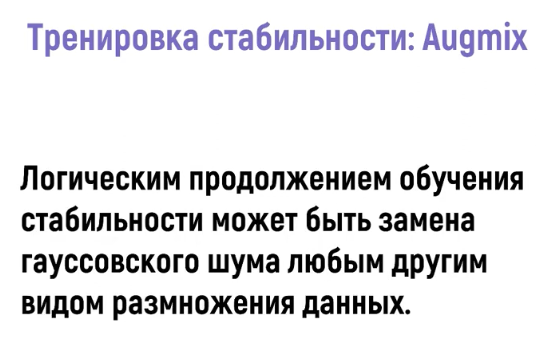 Тренировка стабильности: Augmix
Логическим продолжением обучения
стабильности может быть замена
гауссовского шума любым другим
видом размножения данных.